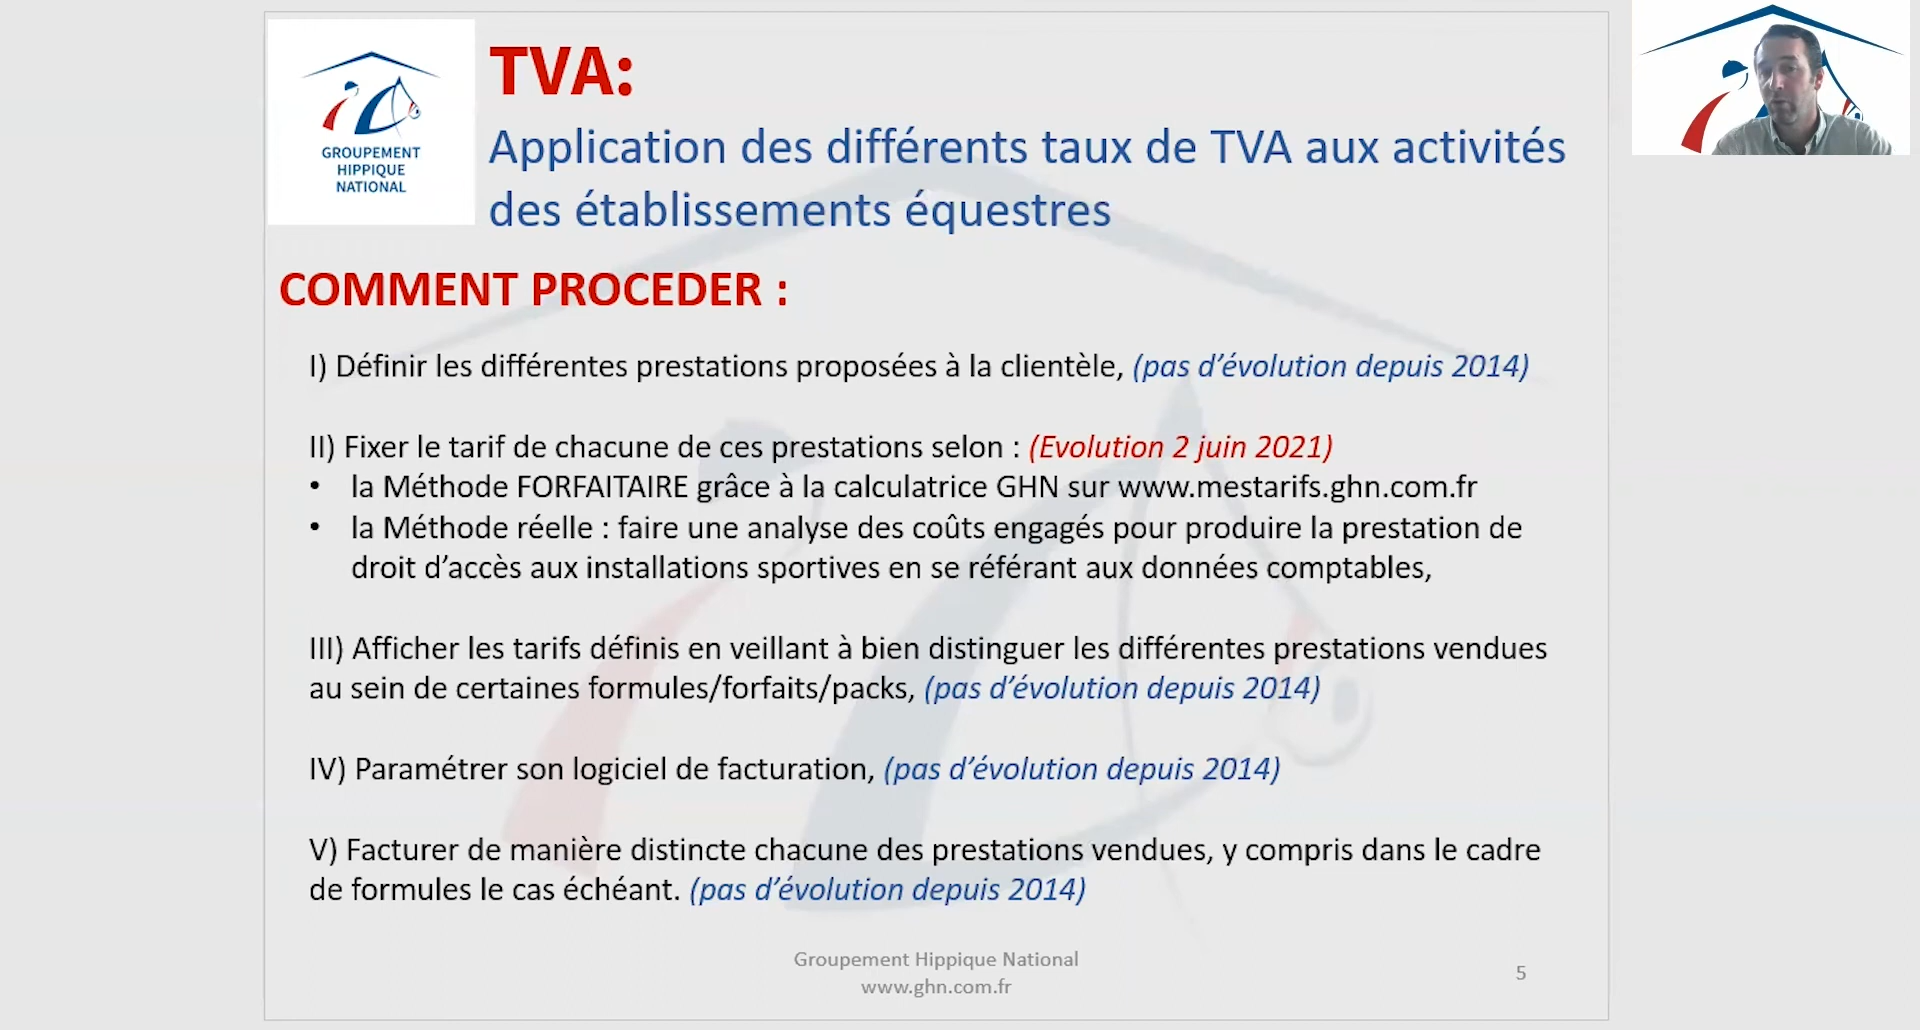 GROUPEMENT
HIPPIQUE
NATIONAL
TVA:
Application des différents taux de TVA aux activités
des établissements équestres
COMMENT PROCEDER :
I) Définir les différentes prestations proposées à la clientèle, (pas d’évolution depuis 2014)
II) Fixer le tarif de chacune de ces prestations selon : (Evolution 2 juin 2021)
• la Méthode FORFAITAIRE grâce à la calculatrice GHN sur www.mestarifs.ghn.com.fr
• la Méthode réelle : faire une analyse des coûts engagés pour produire la prestation de
droit d’accès aux installations sportives en se référant aux données comptables,
III) Afficher les tarifs définis en veillant à bien distinguer les différentes prestations vendues
au sein de certaines formules/forfaits/packs, (pas d’évolution depuis 2014)
IV) Paramétrer son logiciel de facturation, (pas d’évolution depuis 2014)
V) Facturer de manière distincte chacune des prestations vendues, y compris dans le cadre
de formules le cas échéant. (pas d’évolution depuis 2014)
Groupement Hippique National
www.ghn.com.fr
5